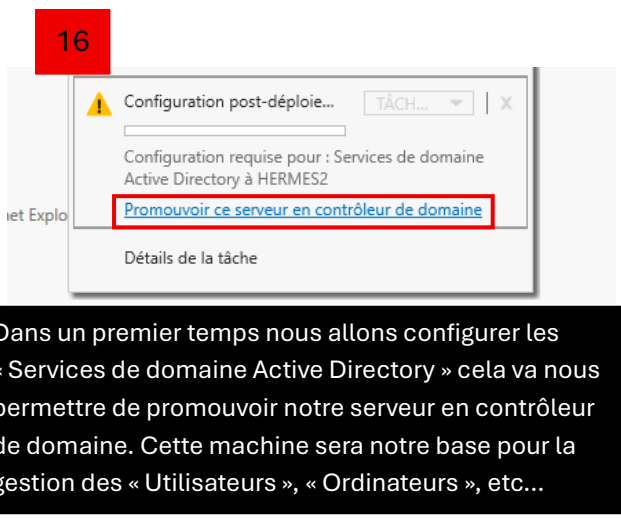 16
Configuration post-déploie...
TÂCH...
X
Configuration requise pour : Services de domaine
Active Directory à HERMES2
Promouvoir ce serveur en contrôleur de domaine
net Explo
Détails de la tâche
Dans un premier temps nous allons configurer les
« Services de domaine Active Directory » cela va nous
permettre de promouvoir notre serveur en contrôleur
de domaine. Cette machine sera notre base pour la
gestion des « Utilisateurs », « Ordinateurs », etc...